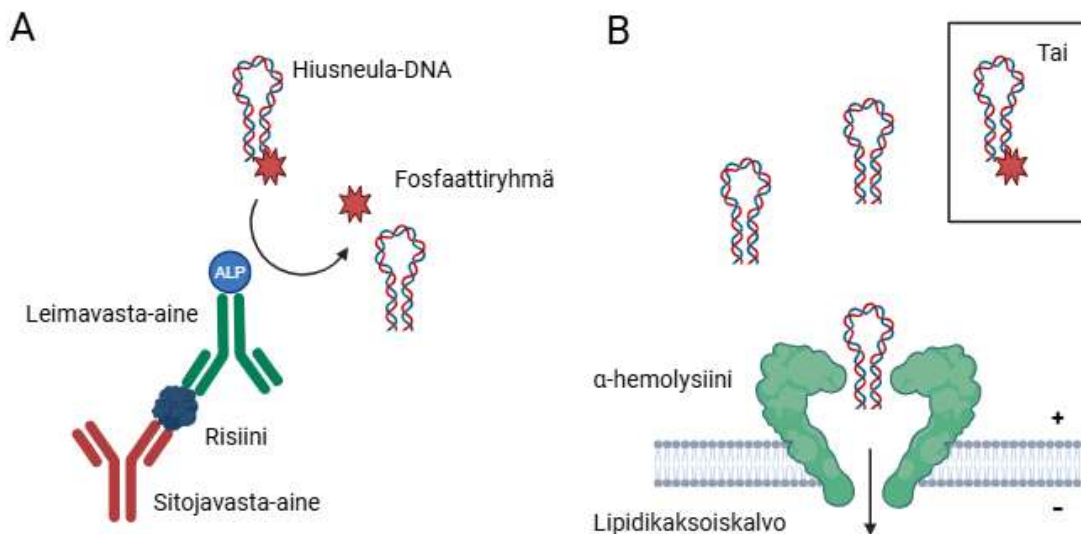 A
Hiusneula-DNA
Fosfaattiryhmä
ALP
Leimavasta-aine
Risiini
Sitojavasta-aine
B
Tai
α-hemolysiini
+
-
Lipidikaksoiskalvo